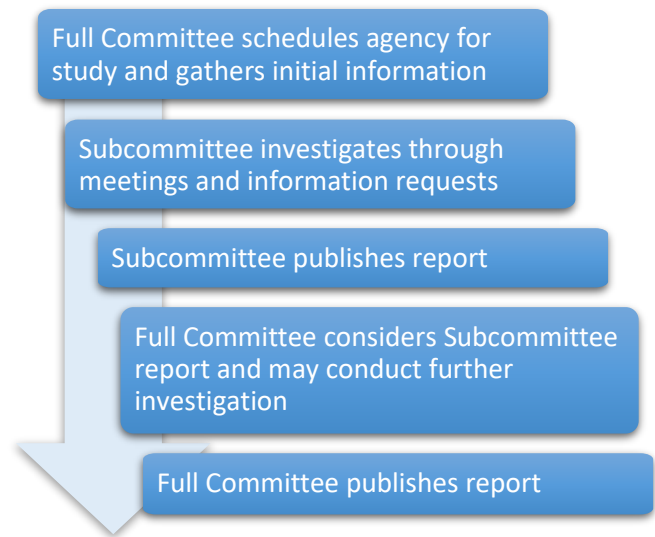 Full Committee schedules agency for
study and gathers initial information
Subcommittee investigates through
meetings and information requests
Subcommittee publishes report
Full Committee considers Subcommittee
report and may conduct further
investigation
Full Committee publishes report